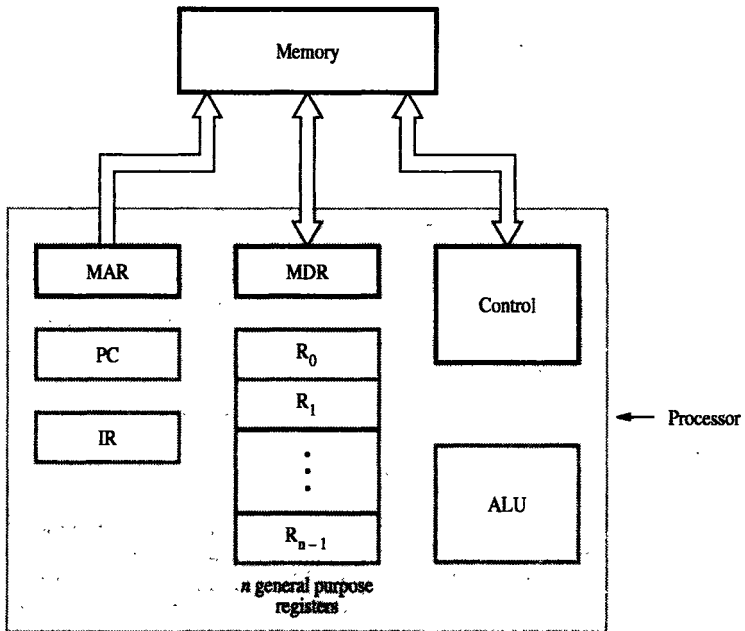 Memory
MAR
MDR
Control
PC
R0
R1
IR
Processor
ALU
Rn-1
n general purpose
registers